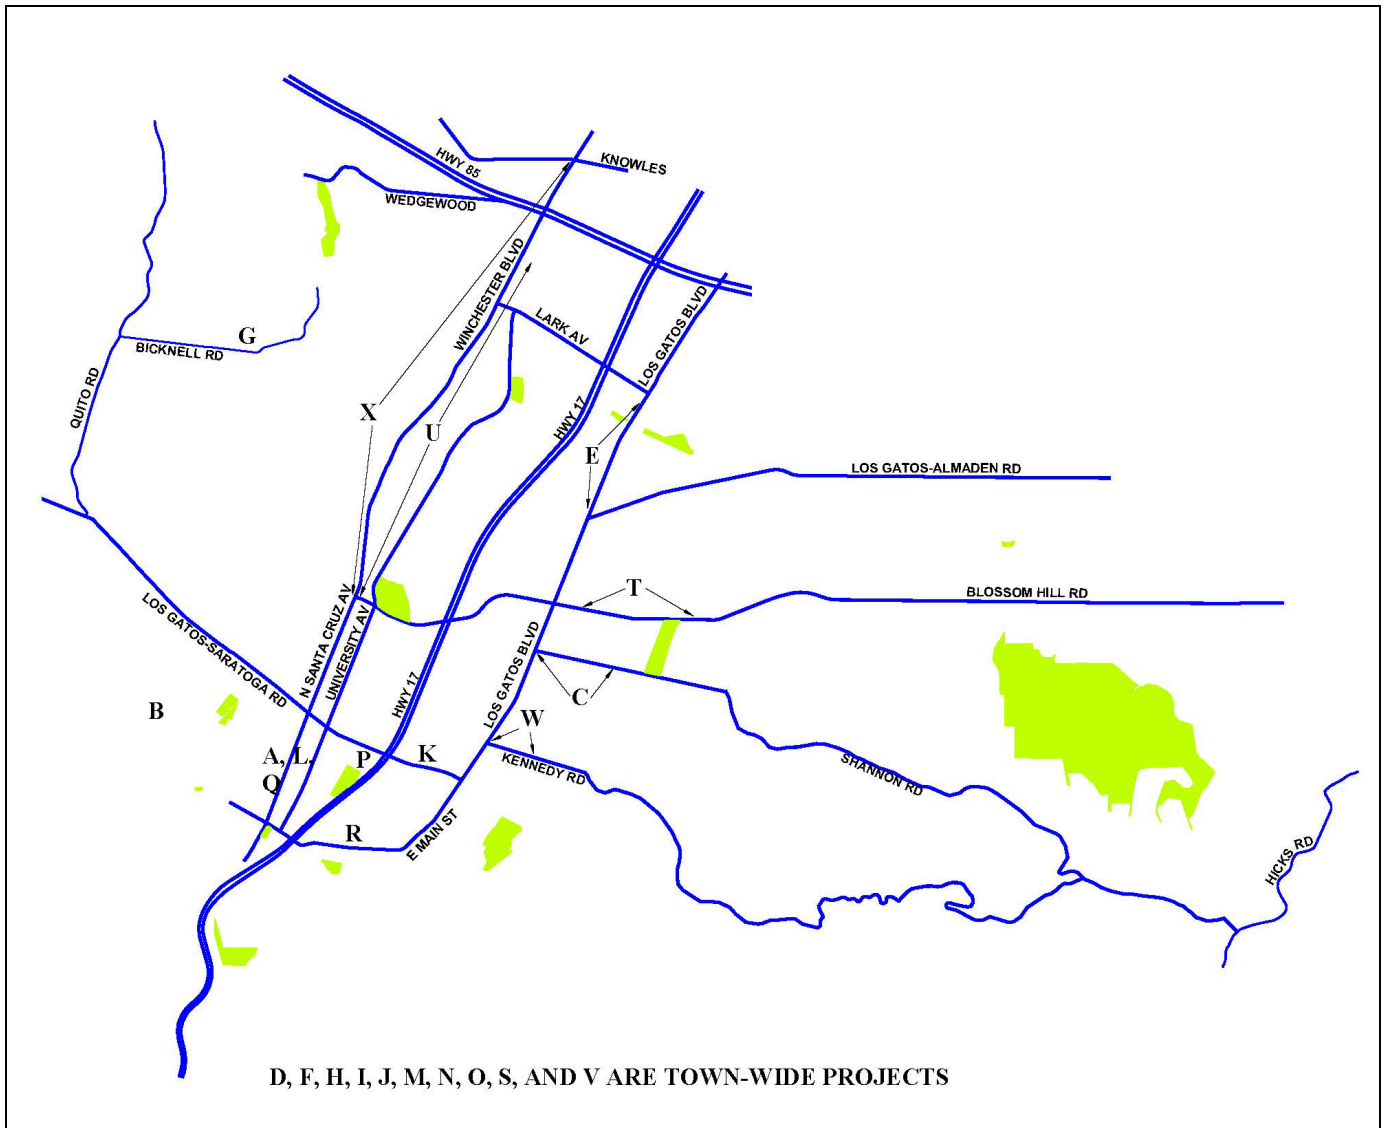 KNOWLES
HWY 85
WEDGEWOOD
WINCHESTER BLVD
LARK AV
LOS GATOS BLVD
G
BICKNELL RD
QUITO RD
X
U
HWY 17
E
LOS GATOS-ALMADEN RD
T
BLOSSOM HILL RD
LOS GATOS-SARATOGA RD
N SANTA CRUZ AV
UNIVERSITY AV
HWY 17
LOS GATOS BLVD
C
B
W
A, L,
Q
P
K
KENNEDY RD
SHANNON RD
R
E MAIN ST
HICKS RD
D, F, H, I, J, M, N, O, S, AND V ARE TOWN-WIDE PROJECTS